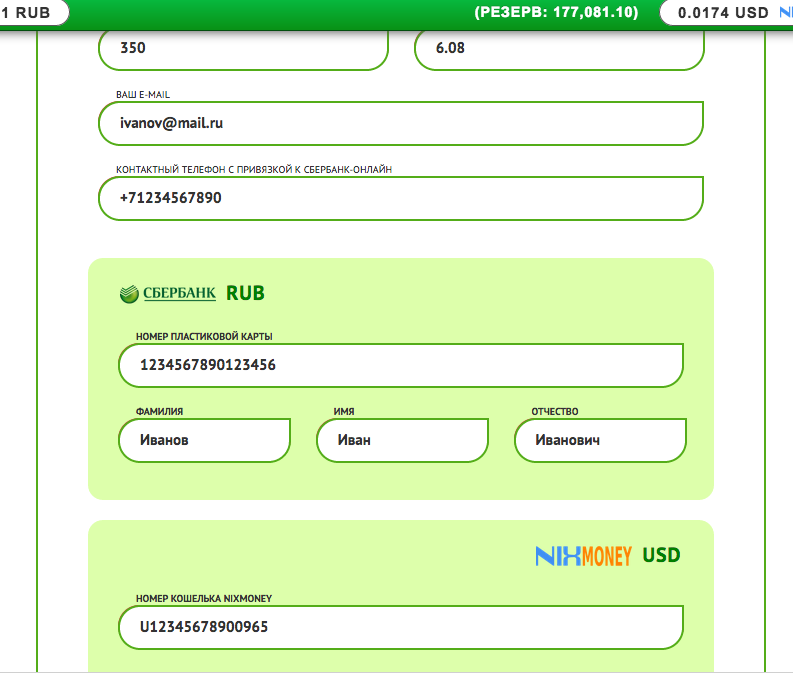 1 RUB (РЕЗЕРВ: 177,081.10) 0.0174 USD
350 6.08
ВАШ E-MAIL
ivanov@mail.ru
КОНТАКТНЫЙ ТЕЛЕФОН С ПРИВЯЗКОЙ К СБЕРБАНК-ОНЛАЙН
+71234567890
СБЕРБАНК RUB
НОМЕР ПЛАСТИКОВОЙ КАРТЫ
1234567890123456
ФАМИЛИЯ ИМЯ ОТЧЕСТВО
Иванов Иван Иванович
NIXMONEY USD
НОМЕР КОШЕЛЬКА NIXMONEY
U12345678900965